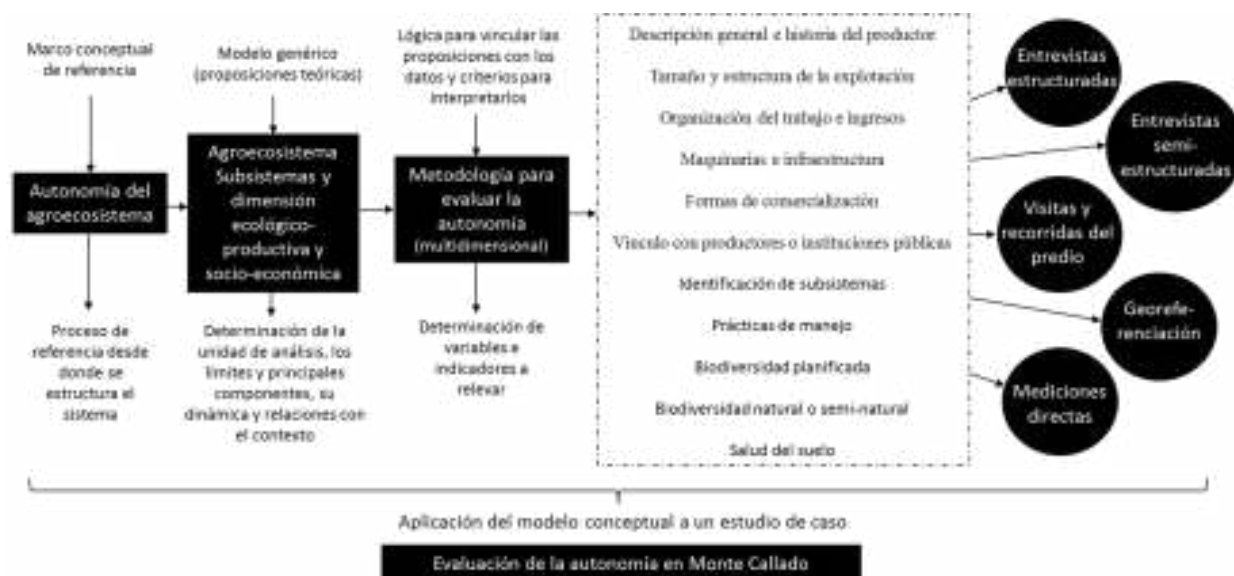 Marco conceptual
de referencia
Autonomía del
agroecosistema
Proceso de
referencia desde
donde se
estructura el
sistema
Modelo genérico
(proposiciones teóricas)
Agroecosistema
Subsistemas y
dimensión
ecológico-
productiva y
socio-económica
Determinación de la
unidad de análisis, los
límites y principales
componentes, su
dinámica y relaciones con
el contexto
Lógica para vincular las
proposiciones con los
datos y criterios para
interpretarlos
Metodología para
evaluar la
autonomía
(multidimensional)
Determinación de
variables e
indicadores a
relevar
Descripción general e historia del productor
Tamaño y estructura de la explotación
Organización del trabajo e ingresos
Maquinarias e infraestructura
Formas de comercialización
Vínculo con productores o instituciones públicas
Identificación de subsistemas
Prácticas de manejo
Biodiversidad planificada
Biodiversidad natural o semi-natural
Salud del suelo
Entrevistas
estructuradas
Entrevistas
semi-
estructuradas
Visitas y
recorridas del
predio
Georefe-
renciación
Mediciones
directas
Aplicación del modelo conceptual a un estudio de caso
Evaluación de la autonomía en Monte Callado